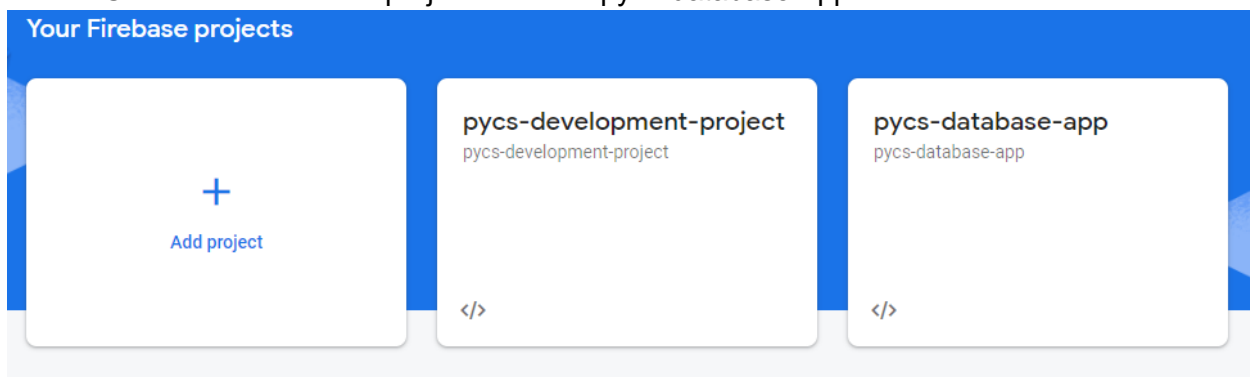 Your Firebase projects
Add project
pycs-development-project
pycs-development-project
</>
pycs-database-app
pycs-database-app
</>